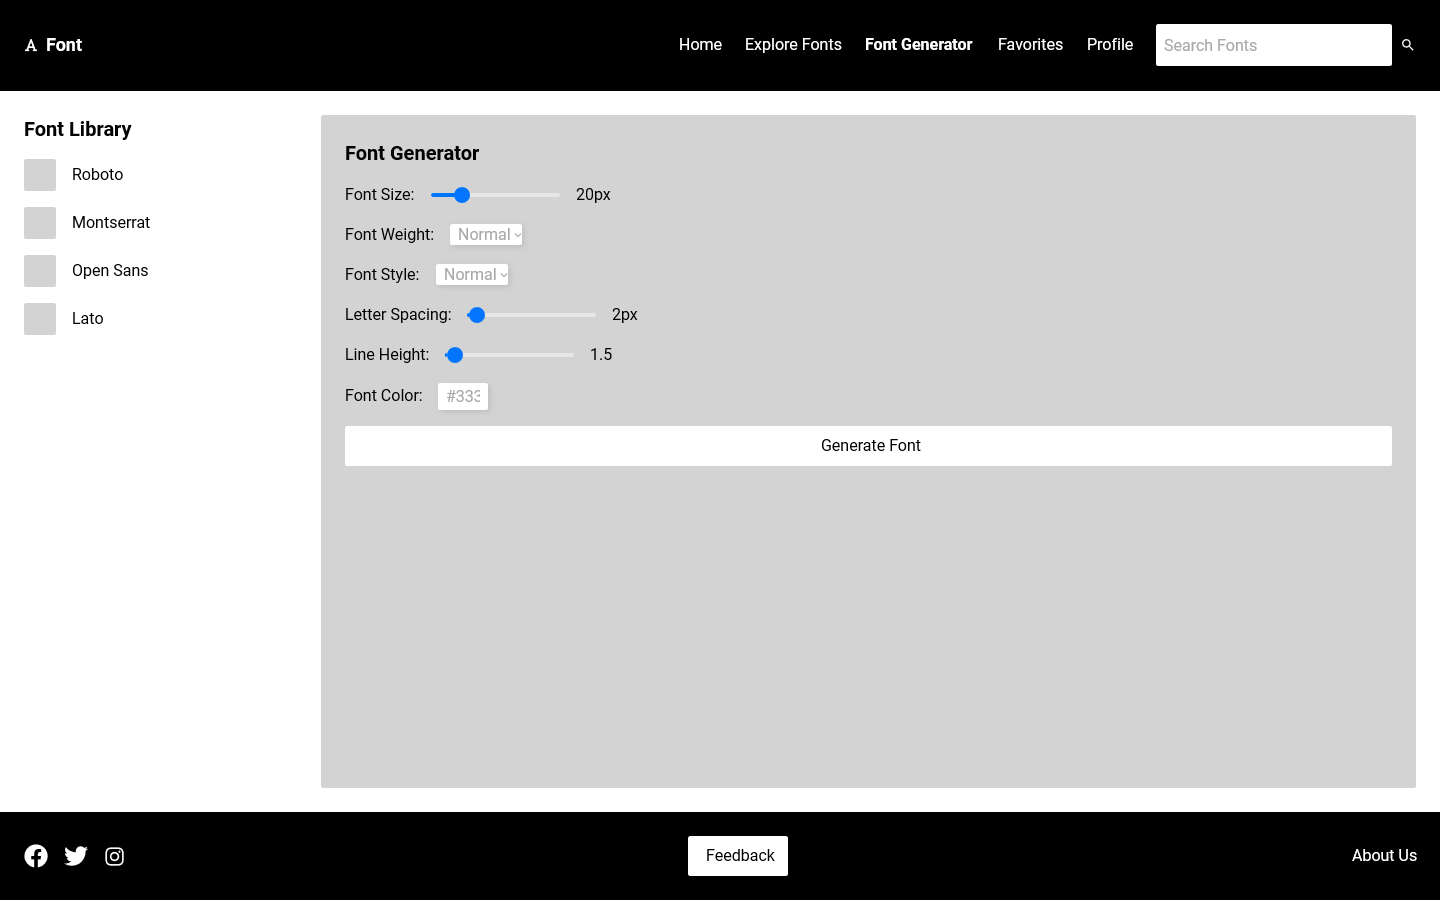 A Font
Home Explore Fonts Font Generator Favorites Profile Search Fonts
Font Library
Roboto
Montserrat
Open Sans
Lato
Font Generator
Font Size: 20px
Font Weight: Normal
Font Style: Normal
Letter Spacing: 2px
Line Height: 1.5
Font Color: #333
Generate Font
Feedback
About Us